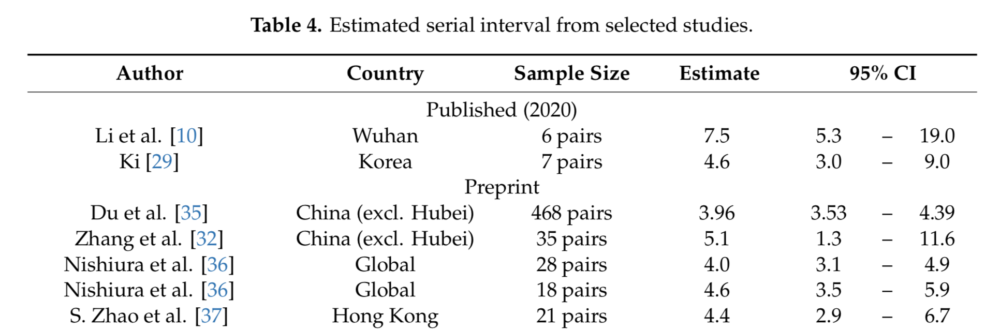 Table 4. Estimated serial interval from selected studies.
Author Country Sample Size Estimate 95% CI
Published (2020)
Li et al. [10] Wuhan 6 pairs 7.5 5.3 – 19.0
Ki [29] Korea 7 pairs 4.6 3.0 – 9.0
Preprint
Du et al. [35] China (excl. Hubei) 468 pairs 3.96 3.53 – 4.39
Zhang et al. [32] China (excl. Hubei) 35 pairs 5.1 1.3 – 11.6
Nishiura et al. [36] Global 28 pairs 4.0 3.1 – 4.9
Nishiura et al. [36] Global 18 pairs 4.6 3.5 – 5.9
S. Zhao et al. [37] Hong Kong 21 pairs 4.4 2.9 – 6.7